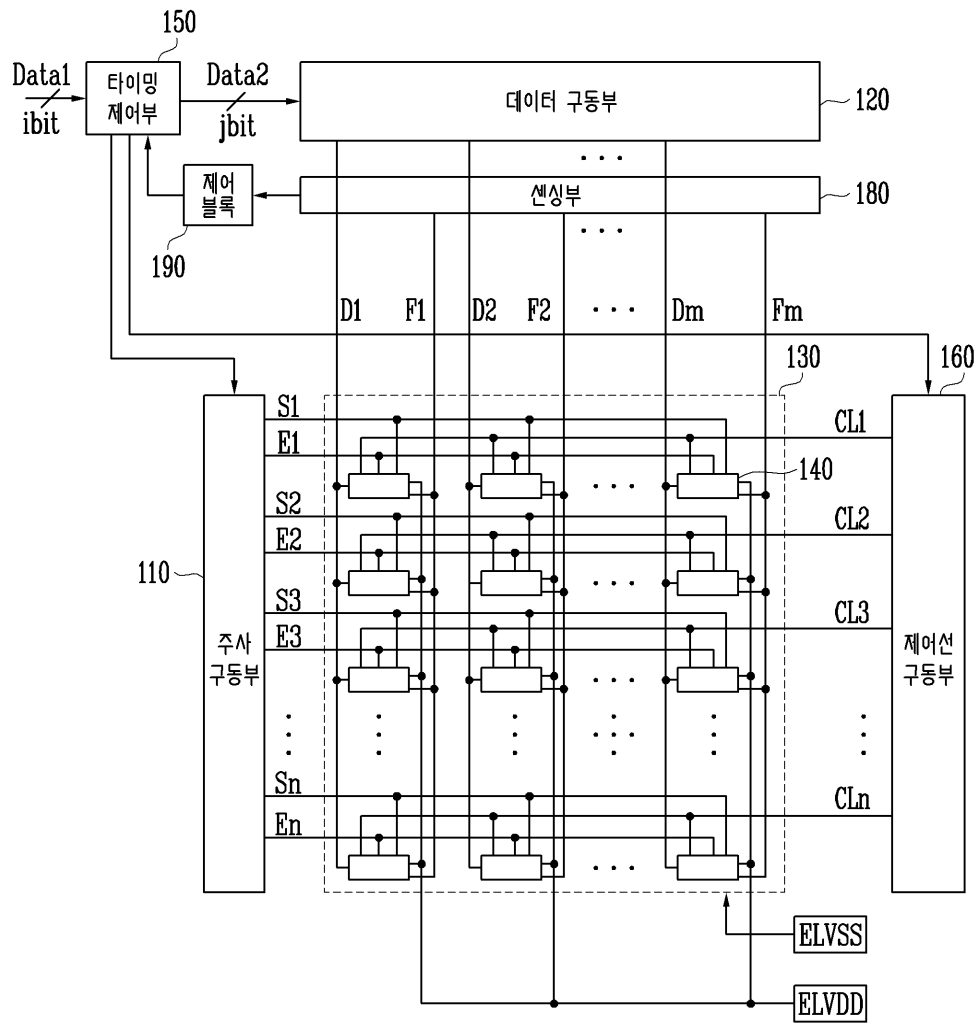 150
Data1
타이밍
제어부
Data2
데이터 구동부
120
ibit
jbit
제어
블록
센싱부
180
190
D1
F1
D2
F2
Dm
Fm
130
160
S1
E1
CL1
140
S2
E2
CL2
110
S3
E3
CL3
주사
구동부
제어선
구동부
Sn
En
CLn
ELVSS
ELVDD